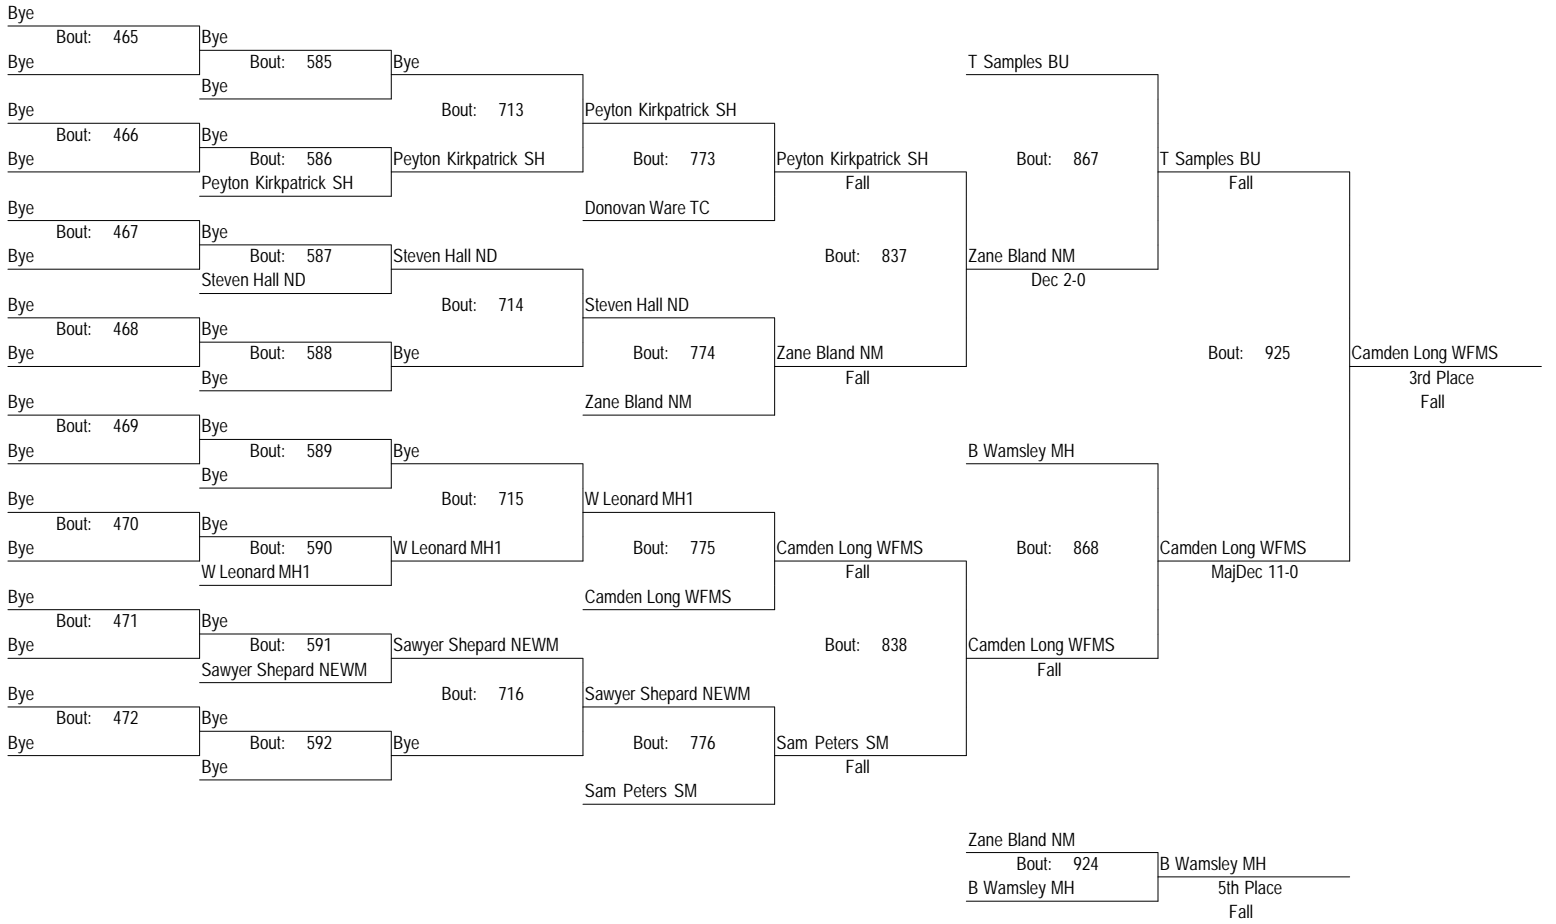 Bye
Bout: 465 Bye
Bye Bout: 585 Bye T Samples BU
Bye
Bye Bout: 713 Peyton Kirkpatrick SH
Bout: 466 Bye
Bye Bout: 586 Peyton Kirkpatrick SH Bout: 773 Peyton Kirkpatrick SH Bout: 867 T Samples BU
Peyton Kirkpatrick SH Fall Fall
Bye Donovan Ware TC
Bout: 467 Bye
Bye Bout: 587 Steven Hall ND Bout: 837 Zane Bland NM
Steven Hall ND Dec 2-0
Bye Bout: 714 Steven Hall ND
Bout: 468 Bye
Bye Bout: 588 Bye Bout: 774 Zane Bland NM Bout: 925 Camden Long WFMS
Bye Fall 3rd Place
Bye Zane Bland NM Fall
Bout: 469 Bye
Bye Bout: 589 Bye B Wamsley MH
Bye
Bye Bout: 715 W Leonard MH1
Bout: 470 Bye
Bye Bout: 590 W Leonard MH1 Bout: 775 Camden Long WFMS Bout: 868 Camden Long WFMS
W Leonard MH1 Fall MajDec 11-0
Bye Camden Long WFMS
Bout: 471 Bye
Bye Bout: 591 Sawyer Shepard NEWM Bout: 838 Camden Long WFMS
Sawyer Shepard NEWM Fall
Bye Bout: 716 Sawyer Shepard NEWM
Bout: 472 Bye
Bye Bout: 592 Bye Bout: 776 Sam Peters SM
Bye Fall
Sam Peters SM
Zane Bland NM
Bout: 924 B Wamsley MH
B Wamsley MH 5th Place
Fall